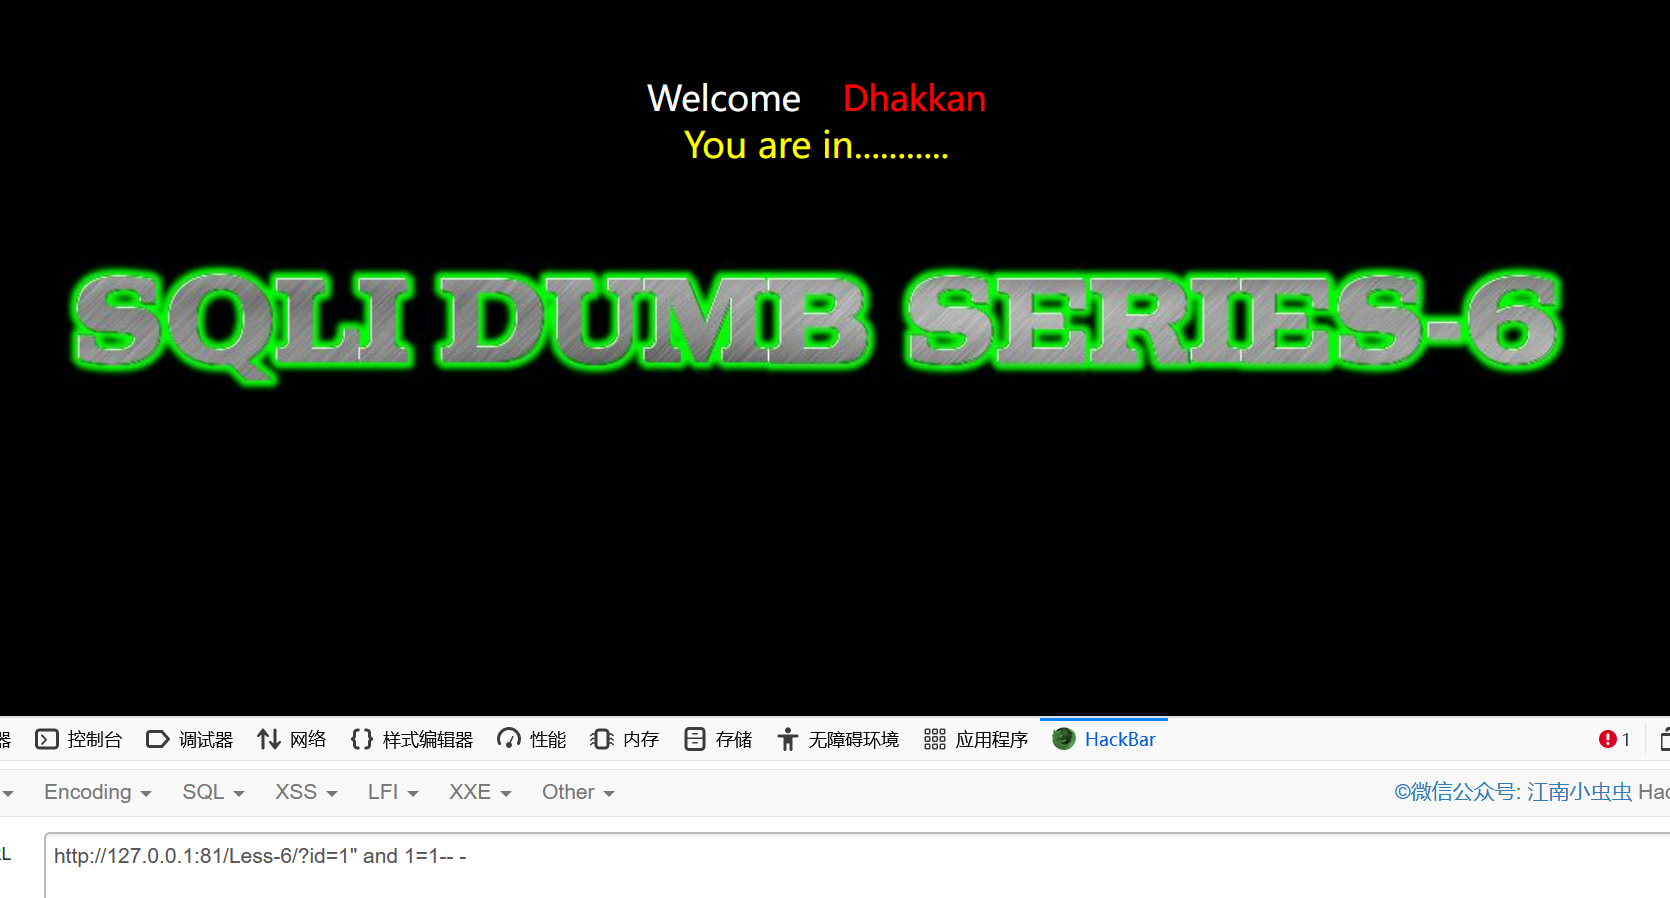 Welcome Dhakkan
You are in...........
SQLI DUMB SERIES-6
器 控制台 调试器 网络 样式编辑器 性能 内存 存储 无障碍环境 应用程序 HackBar 1
Encoding SQL XSS LFI XXE Other ©微信公众号: 江南小虫虫 Hac
L
http://127.0.0.1:81/Less-6/?id=1" and 1=1-- -